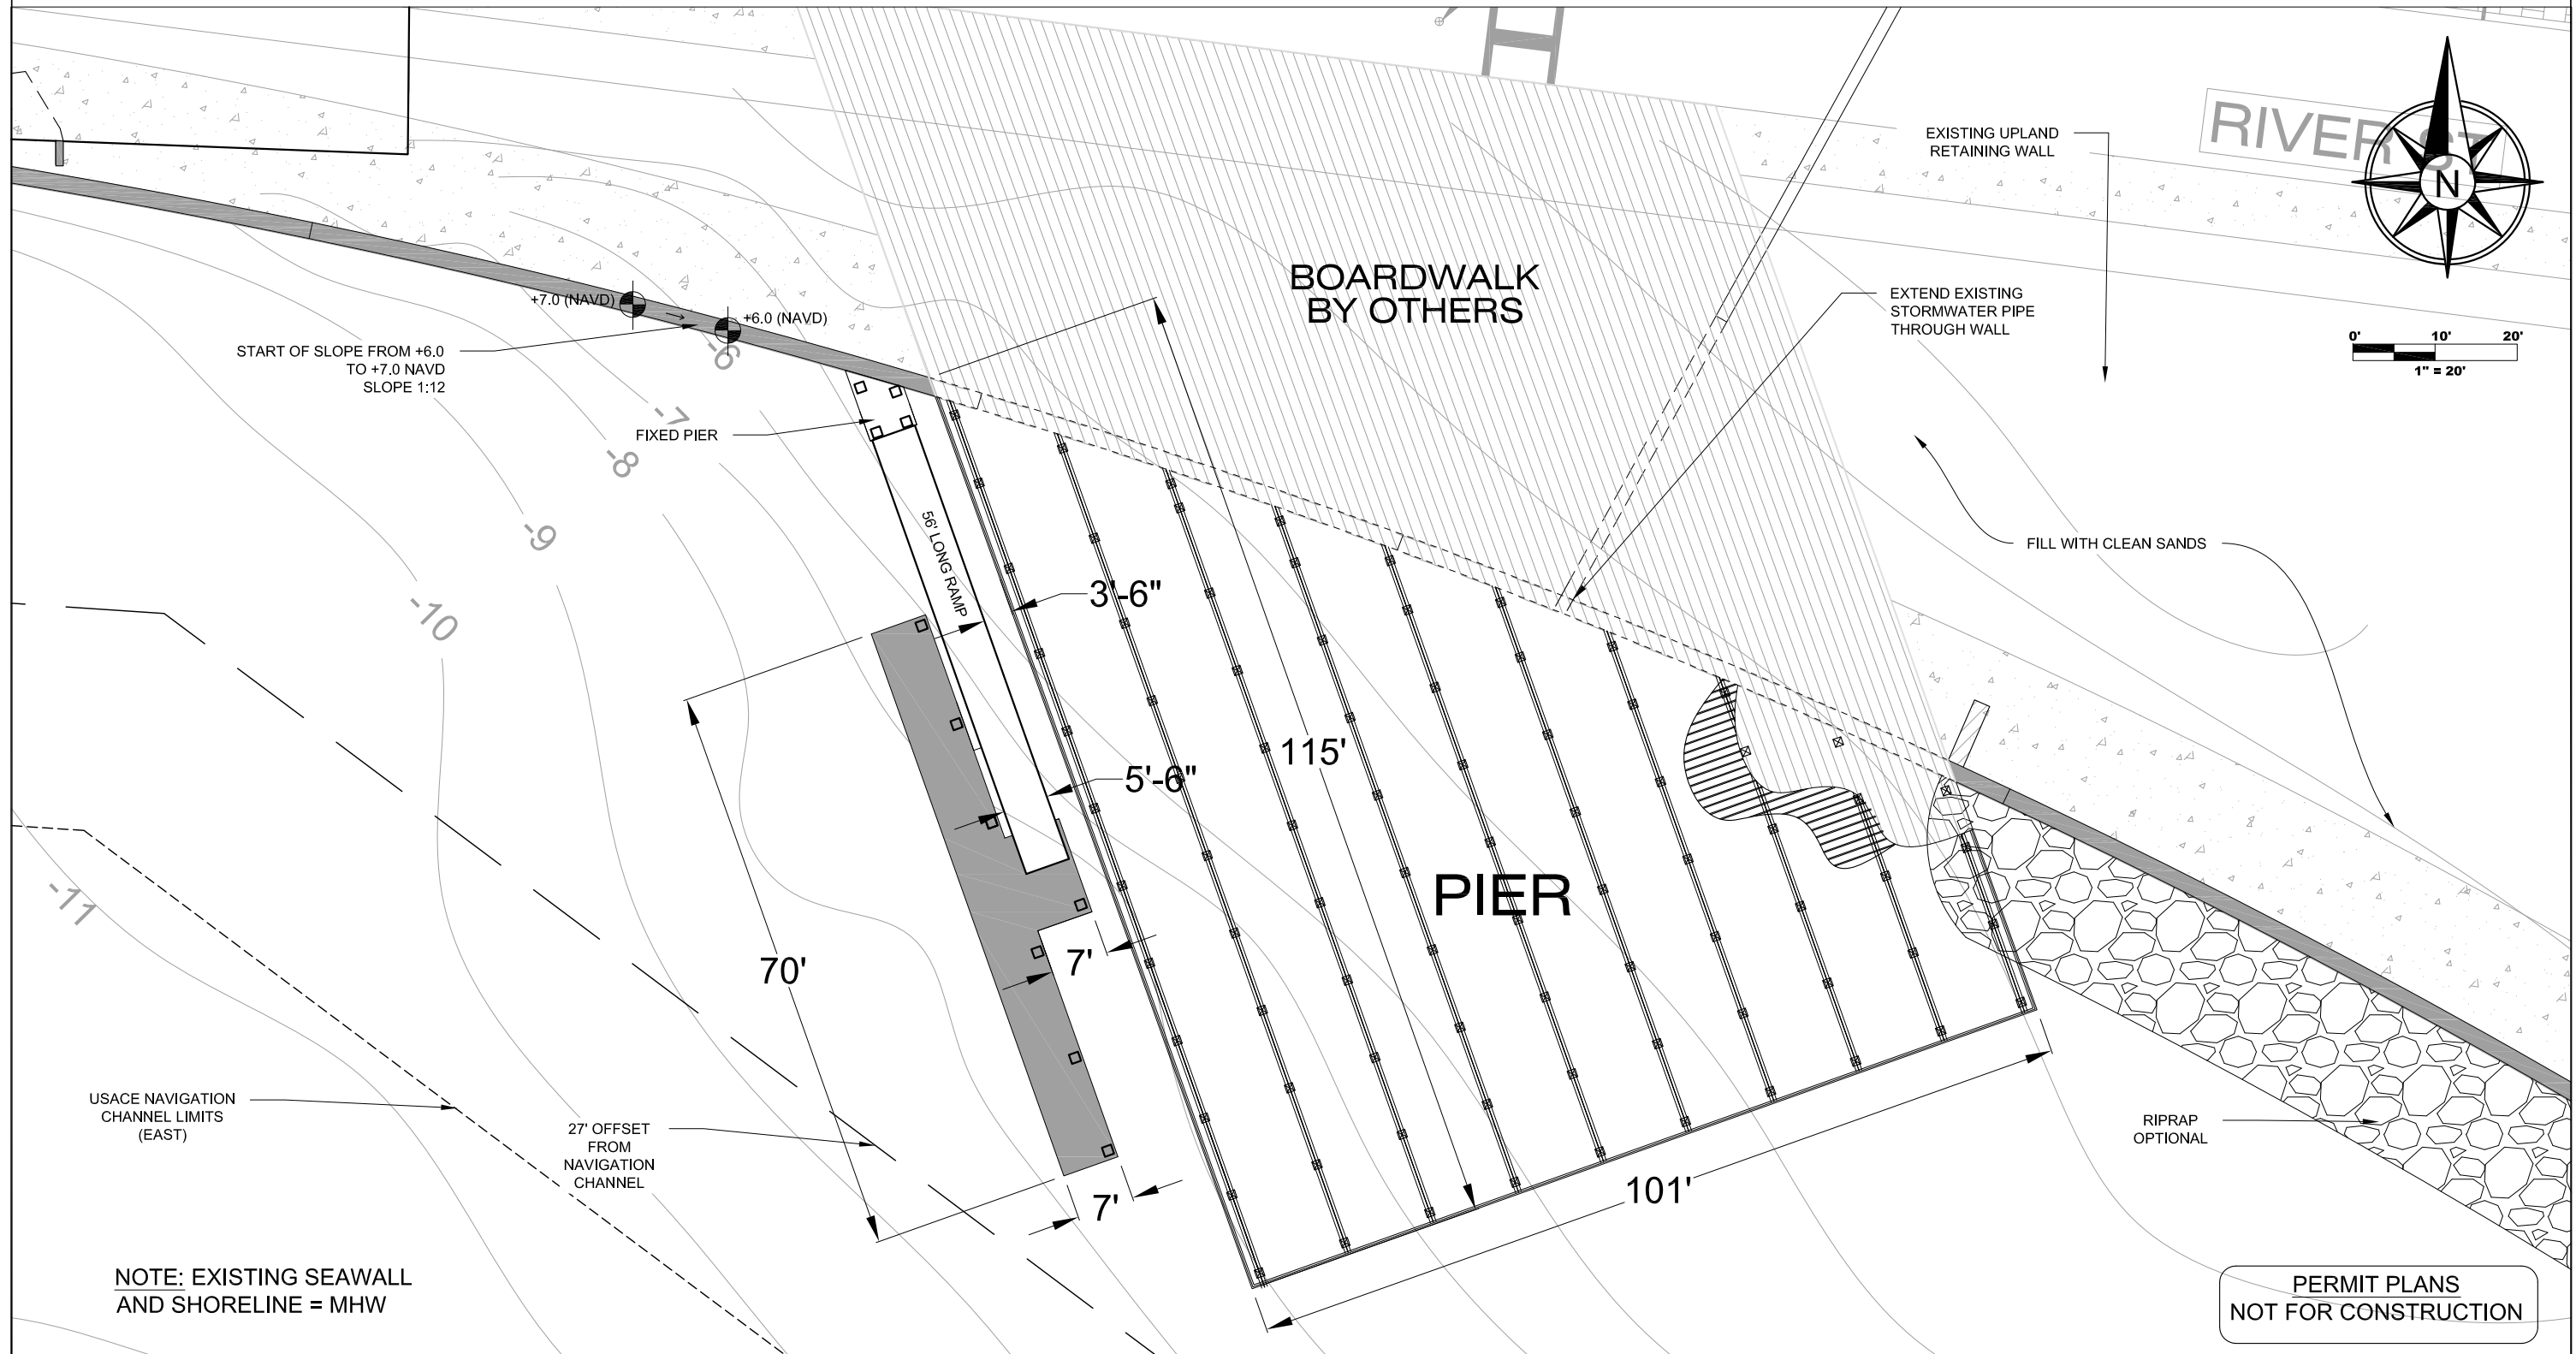 RIVER ST
N
EXISTING UPLAND
RETAINING WALL
BOARDWALK
BY OTHERS
EXTEND EXISTING
STORMWATER PIPE
THROUGH WALL
0' 10' 20'
1" = 20'
+7.0 (NAVD)
+6.0 (NAVD)
START OF SLOPE FROM +6.0
TO +7.0 NAVD
SLOPE 1:12
-6
-7
-8
-9
-10
-11
FIXED PIER
56' LONG RAMP
3'-6"
5'-6"
115'
FILL WITH CLEAN SANDS
PIER
70'
7'
7'
101'
USACE NAVIGATION
CHANNEL LIMITS
(EAST)
27' OFFSET
FROM
NAVIGATION
CHANNEL
RIPRAP
OPTIONAL
NOTE: EXISTING SEAWALL
AND SHORELINE = MHW
PERMIT PLANS
NOT FOR CONSTRUCTION